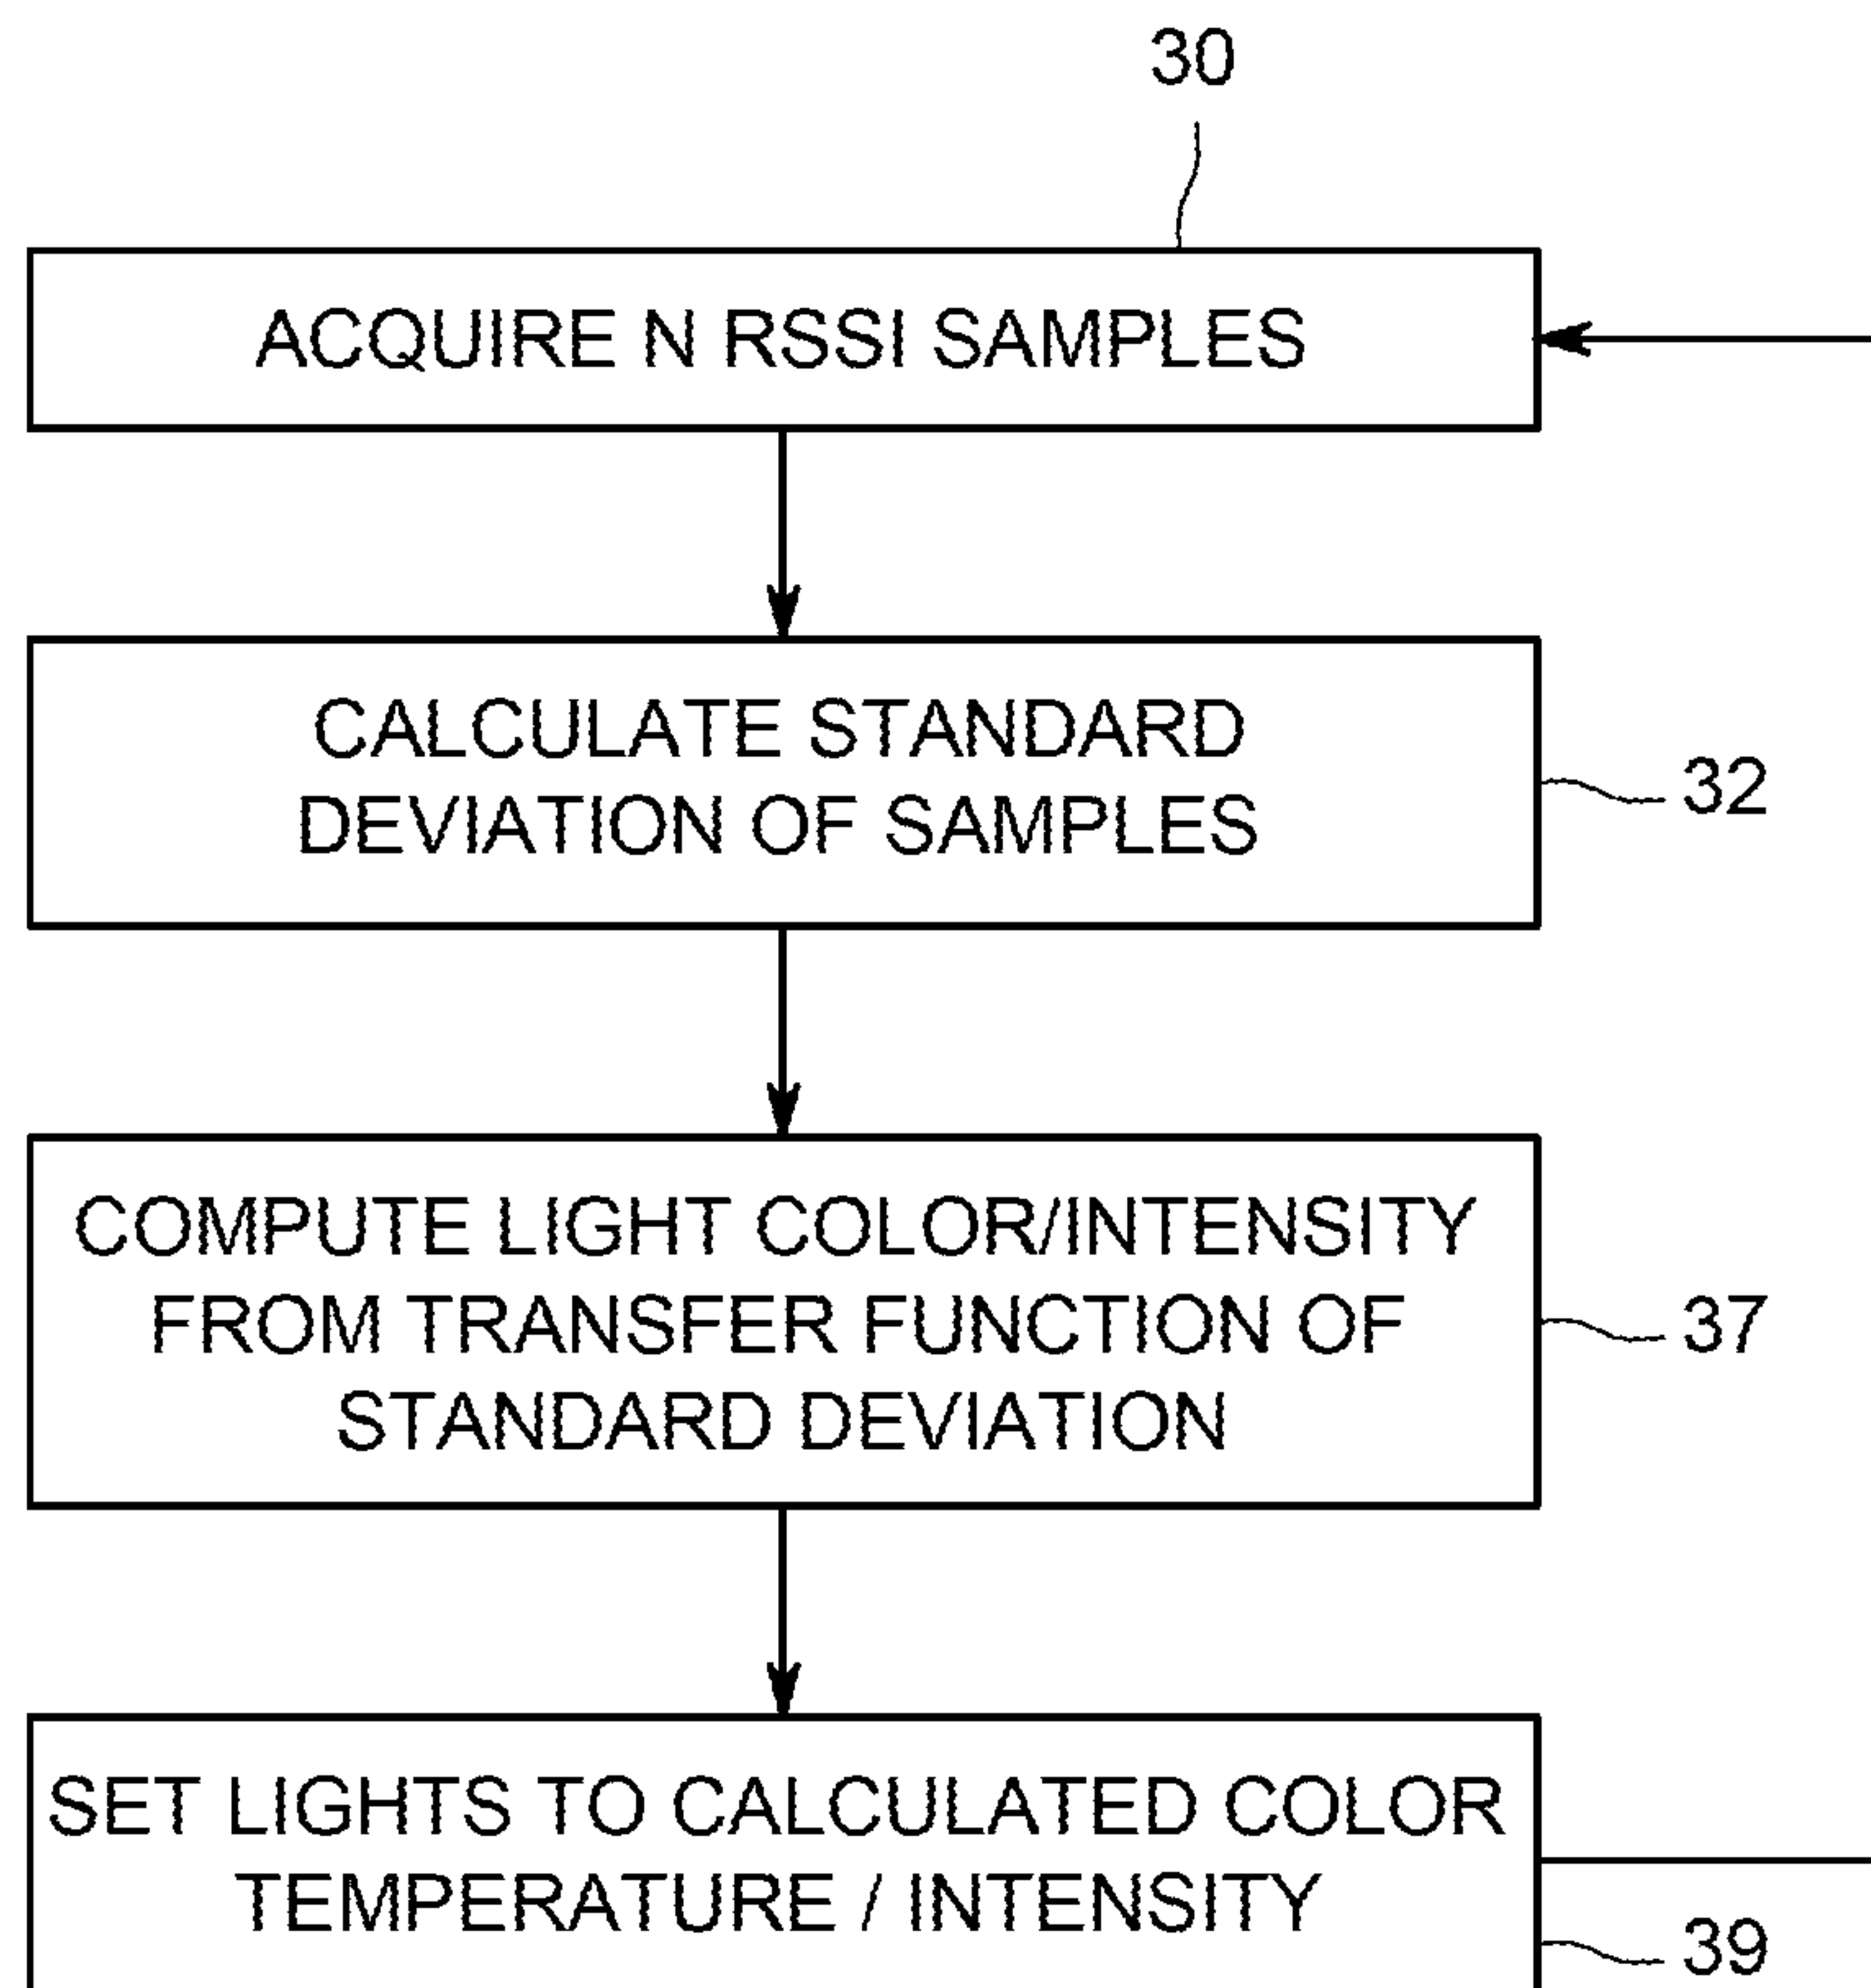 30
ACQUIRE N RSSI SAMPLES
CALCULATE STANDARD
DEVIATION OF SAMPLES
32
COMPUTE LIGHT COLOR/INTENSITY
FROM TRANSFER FUNCTION OF
STANDARD DEVIATION
37
SET LIGHTS TO CALCULATED COLOR
TEMPERATURE / INTENSITY
39